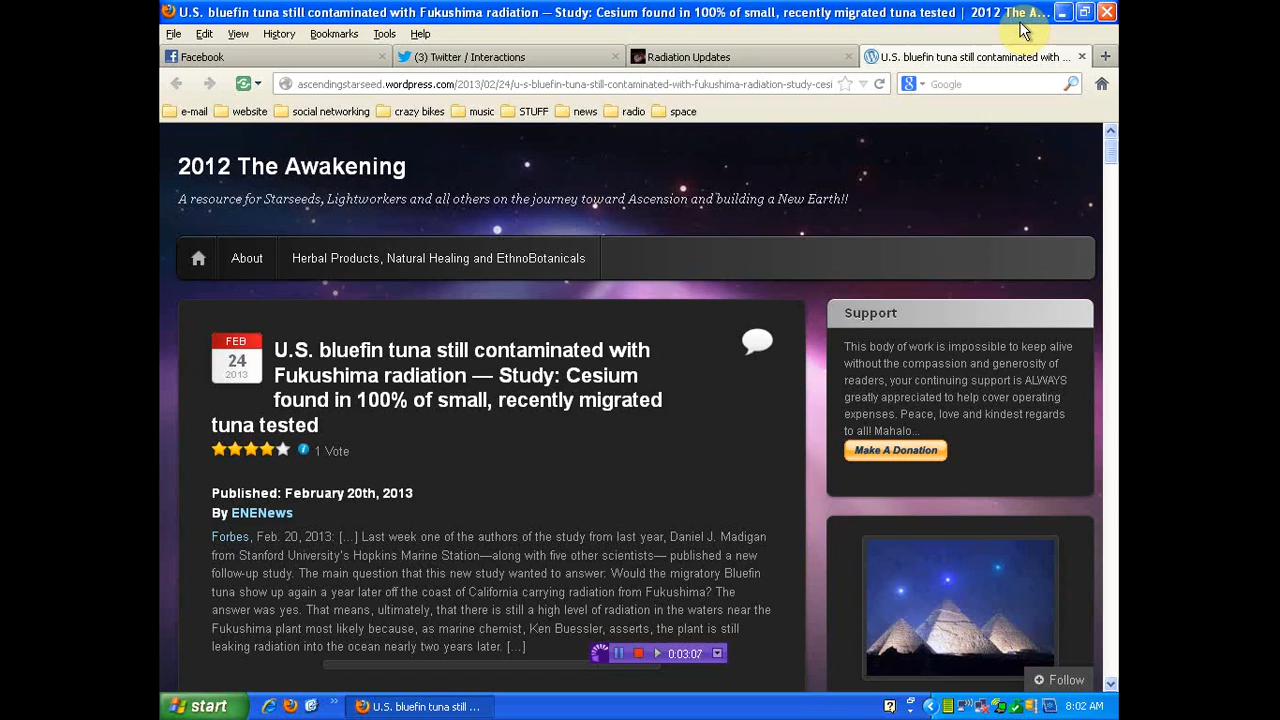 U.S. bluefin tuna still contaminated with Fukushima radiation — Study: Cesium found in 100% of small, recently migrated tuna tested | 2012 The A...
File Edit View History Bookmarks Tools Help
Facebook
(3) Twitter / Interactions
Radiation Updates
U.S. bluefin tuna still contaminated with ...
ascendingstarseed.wordpress.com/2013/02/24/u-s-bluefin-tuna-still-contaminated-with-fukushima-radiation-study-cesi
Google
e-mail website social networking crazy bikes music STUFF news radio space
2012 The Awakening
A resource for Starseeds, Lightworkers and all others on the journey toward Ascension and building a New Earth!!
About
Herbal Products, Natural Healing and EthnoBotanicals
FEB
24
2013
U.S. bluefin tuna still contaminated with
Fukushima radiation — Study: Cesium
found in 100% of small, recently migrated
tuna tested
1 Vote
Published: February 20th, 2013
By ENENews
Forbes, Feb. 20, 2013: [...] Last week one of the authors of the study from last year, Daniel J. Madigan
from Stanford University's Hopkins Marine Station—along with five other scientists— published a new
follow-up study. The main question that this new study wanted to answer: Would the migratory Bluefin
tuna show up again a year later off the coast of California carrying radiation from Fukushima? The
answer was yes. That means, ultimately, that there is still a high level of radiation in the waters near the
Fukushima plant most likely because, as marine chemist, Ken Buessler, asserts, the plant is still
leaking radiation into the ocean nearly two years later. [...]
Support
This body of work is impossible to keep alive
without the compassion and generosity of
readers, your continuing support is ALWAYS
greatly appreciated to help cover operating
expenses. Peace, love and kindest regards
to all! Mahalo...
Make A Donation
Follow
0:03:07
start
U.S. bluefin tuna still ...
8:02 AM